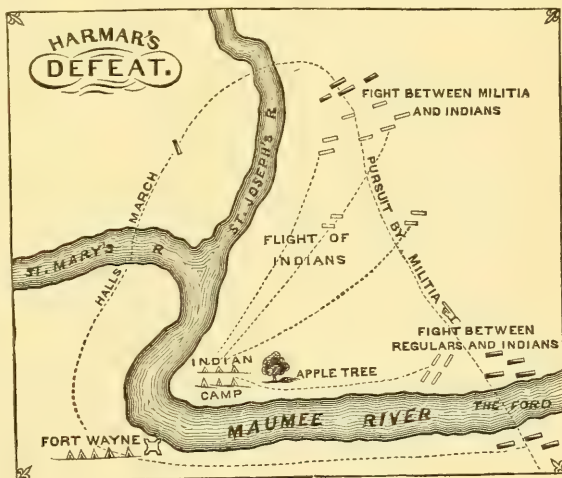 HARMAR'S
DEFEAT.
FIGHT BETWEEN MILITIA
AND INDIANS
ST. JOSEPH'S R
PURSUIT BY MILITIA
HALLS MARCH
ST. MARY'S R
FLIGHT OF
INDIANS
FIGHT BETWEEN
REGULARS AND INDIANS
INDIAN
CAMP
APPLE TREE
MAUMEE RIVER
THE FORD
FORT WAYNE